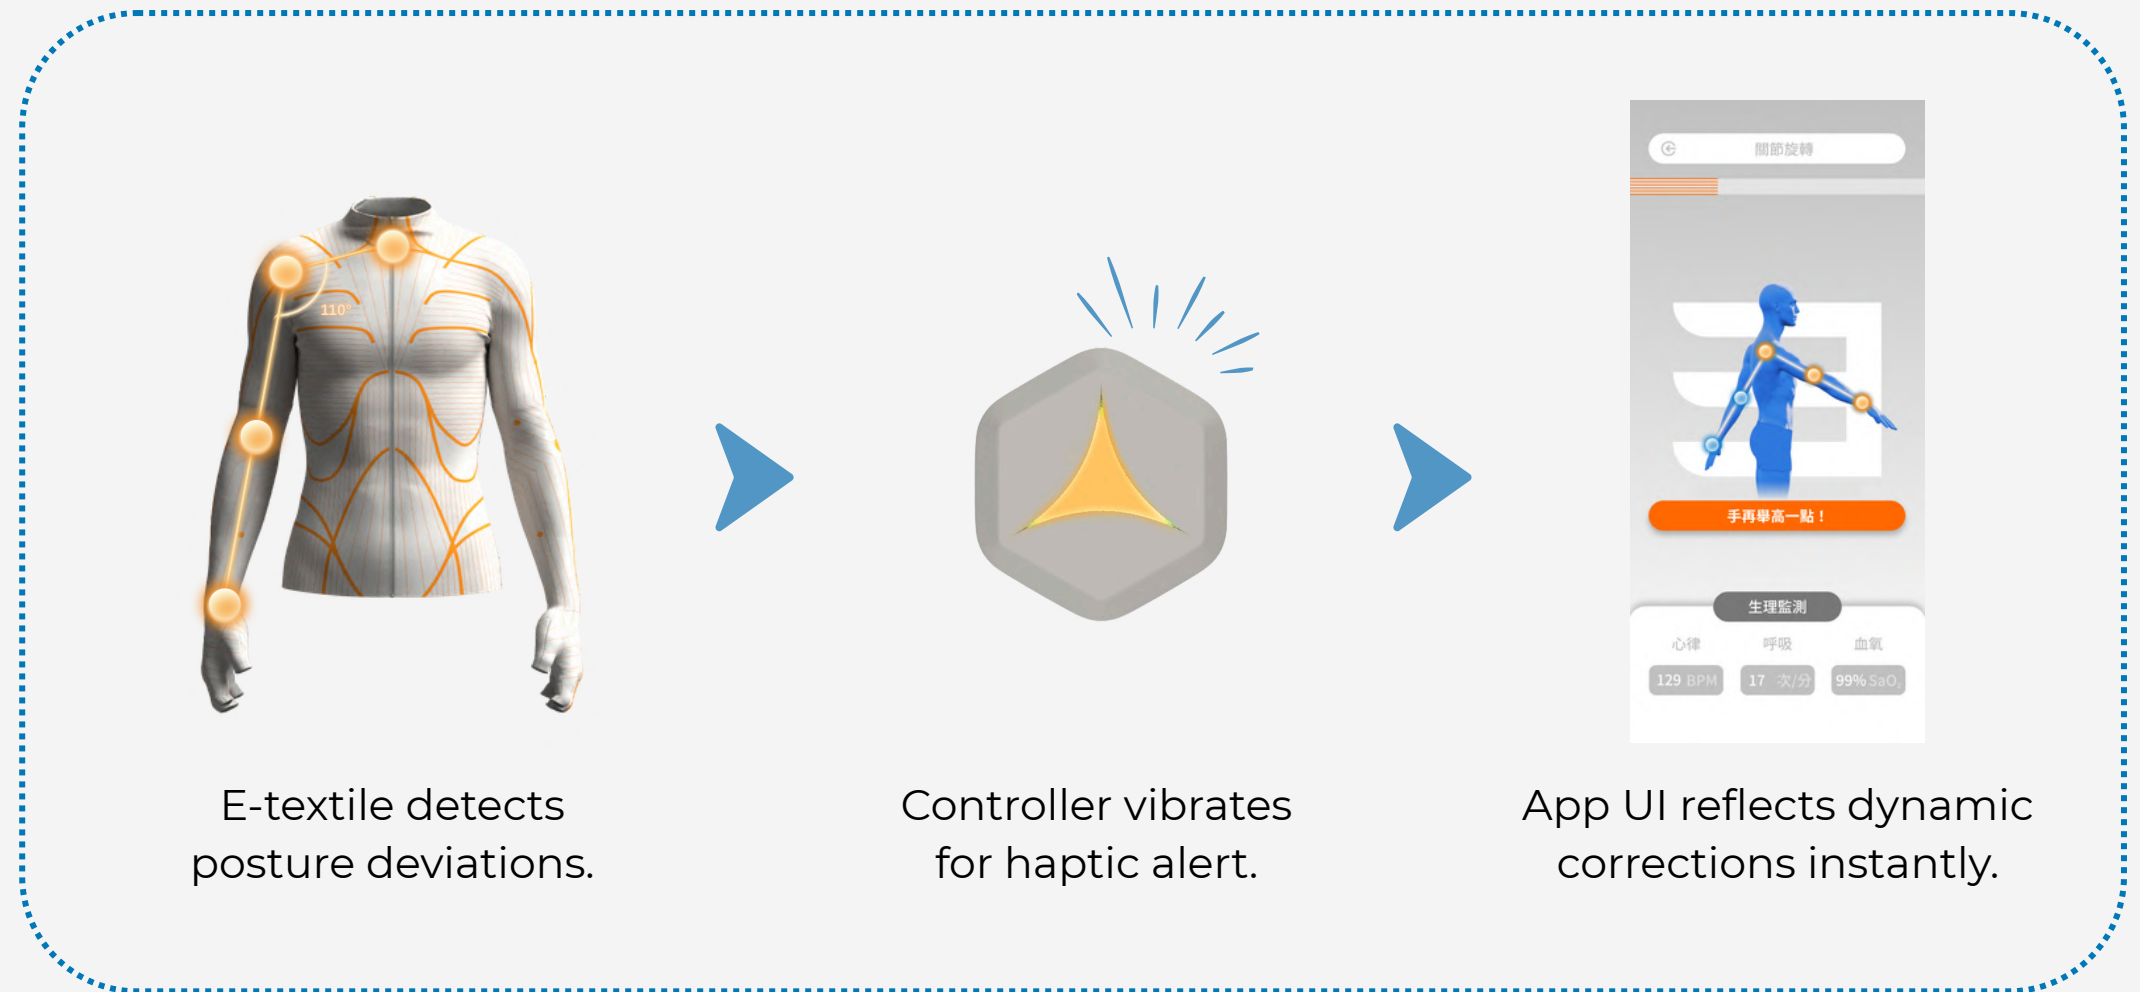 110°
E-textile detects
posture deviations.
Controller vibrates
for haptic alert.
關節旋轉
手再舉高一點！
生理監測
心律 呼吸 血氧
129 BPM 17 次/分 99% SaO₂
App UI reflects dynamic
corrections instantly.